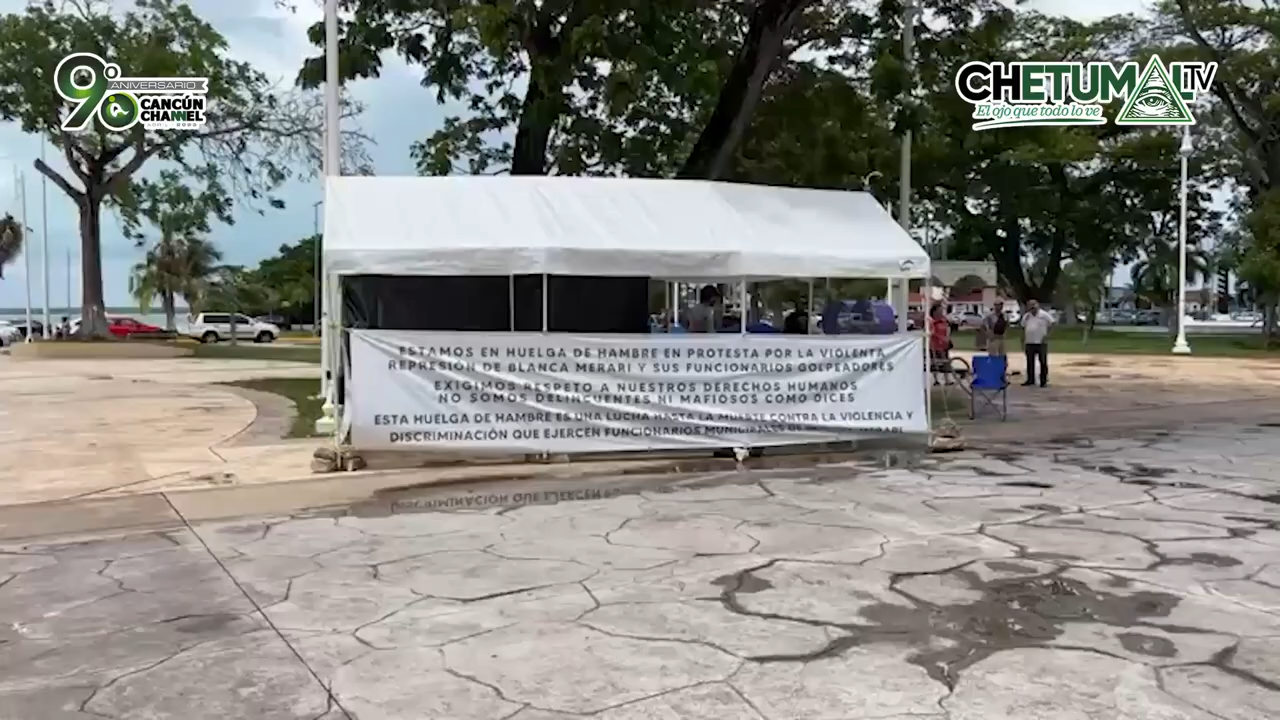 9º ANIVERSARIO
CANCÚN
CHANNEL
CHETUMAL TV
El ojo que todo lo ve
ESTAMOS EN HUELGA DE HAMBRE EN PROTESTA POR LA VIOLENTA
REPRESIÓN DE BLANCA MERARI Y SUS FUNCIONARIOS GOLPEADORES
EXIGIMOS RESPETO A NUESTROS DERECHOS HUMANOS
NO SOMOS DELINCUENTES NI MAFIOSOS COMO DICES
ESTA HUELGA DE HAMBRE ES UNA LUCHA HASTA LA MUERTE CONTRA LA VIOLENCIA Y
DISCRIMINACIÓN QUE EJERCEN FUNCIONARIOS MUNICIPALES DE MERARI